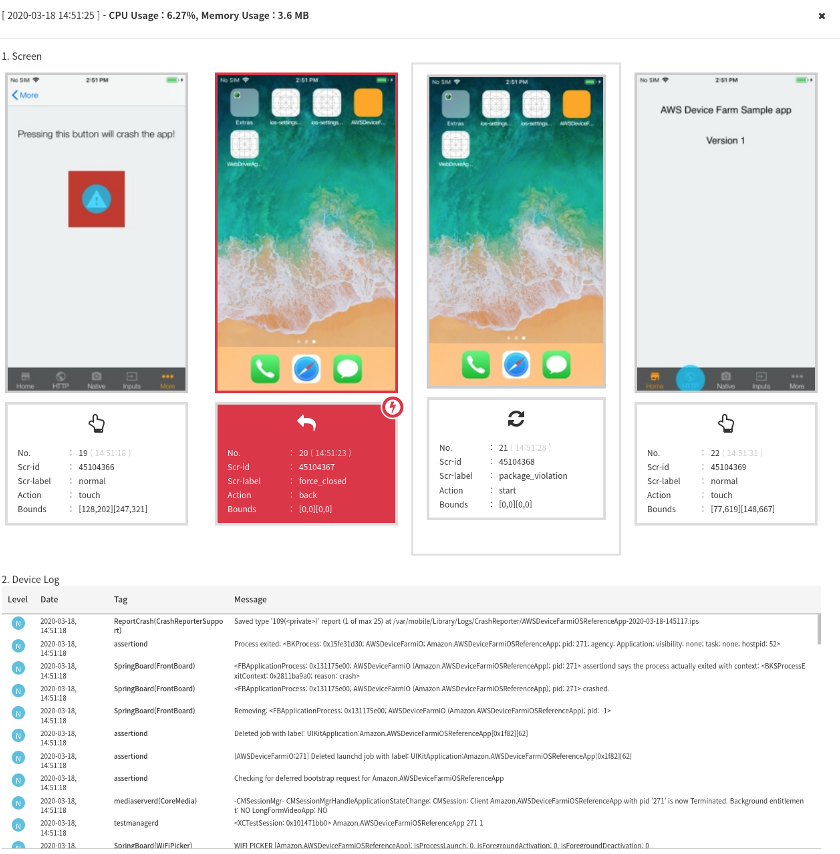 [ 2020-03-18 14:51:25 ] - CPU Usage : 6.27%, Memory Usage : 3.6 MB
1. Screen
No SIM 2:51 PM
More
Pressing this button will crash the app!
Home HTTP Native Inputs More
No SIM 2:51 PM
Extras ios-settings... ios-settings... AWSDeviceF...
WebDriverAg...
No SIM 2:51 PM
Extras ios-settings... ios-settings... AWSDeviceF...
WebDriverAg...
No SIM 2:51 PM
AWS Device Farm Sample app
Version 1
Home Native Inputs More
No. : 19 ( 14:51:18 )
Scr-id : 45104366
Scr-label : normal
Action : touch
Bounds : [128,202][247,321]
No. : 20 ( 14:51:23 )
Scr-id : 45104367
Scr-label : force_closed
Action : back
Bounds : [0,0][0,0]
No. : 21 ( 14:51:28 )
Scr-id : 45104368
Scr-label : package_violation
Action : start
Bounds : [0,0][0,0]
No. : 22 ( 14:51:31 )
Scr-id : 45104369
Scr-label : normal
Action : touch
Bounds : [77,619][148,667]
2. Device Log
Level Date Tag Message
N 2020-03-18, 14:51:18 ReportCrash(CrashReporterSupport) Saved type '109(<private>)' report (1 of max 25) at /var/mobile/Library/Logs/CrashReporter/AWSDeviceFarmiOSReferenceApp-2020-03-18-145117.ips
N 2020-03-18, 14:51:18 assertiond Process exited: <BKProcess: 0x15fe31d30; AWSDeviceFarmiO; Amazon.AWSDeviceFarmiOSReferenceApp; pid: 271; agency: Application; visibility: none; task: none; hostpid: 52>
N 2020-03-18, 14:51:18 SpringBoard(FrontBoard) <FBApplicationProcess: 0x131175e00; AWSDeviceFarmiO (Amazon.AWSDeviceFarmiOSReferenceApp); pid: 271> assertiond says the process actually exited with context: <BKSProcessExitContext: 0x2811ba9a0; reason: crash>
N 2020-03-18, 14:51:18 SpringBoard(FrontBoard) <FBApplicationProcess: 0x131175e00; AWSDeviceFarmiO (Amazon.AWSDeviceFarmiOSReferenceApp); pid: 271> crashed.
N 2020-03-18, 14:51:18 SpringBoard(FrontBoard) Removing: <FBApplicationProcess: 0x131175e00; AWSDeviceFarmiO (Amazon.AWSDeviceFarmiOSReferenceApp); pid: -1>
N 2020-03-18, 14:51:18 assertiond Deleted job with label: UIKitApplication:Amazon.AWSDeviceFarmiOSReferenceApp[0x1f82][62]
N 2020-03-18, 14:51:18 assertiond [AWSDeviceFarmiO:271] Deleted launchd job with label: UIKitApplication:Amazon.AWSDeviceFarmiOSReferenceApp[0x1f82][62]
N 2020-03-18, 14:51:18 assertiond Checking for deferred bootstrap request for Amazon.AWSDeviceFarmiOSReferenceApp
N 2020-03-18, 14:51:18 mediaserverd(CoreMedia) -CMSessionMgr- CMSessionMgrHandleApplicationStateChange: CMSession: Client Amazon.AWSDeviceFarmiOSReferenceApp with pid '271' is now Terminated. Background entitlement: NO LongFormVideoApp: NO
N 2020-03-18, 14:51:18 testmanagerd <XCTestSession: 0x101471bb0> Amazon.AWSDeviceFarmiOSReferenceApp 271 1
N 2020-03-18, SpringBoard(WiFiPicker) WIFI PICKER [Amazon.AWSDeviceFarmiOSReferenceApp]: isProcessLaunch: 0, isForegroundActivation: 0, isForegroundDeactivation: 0